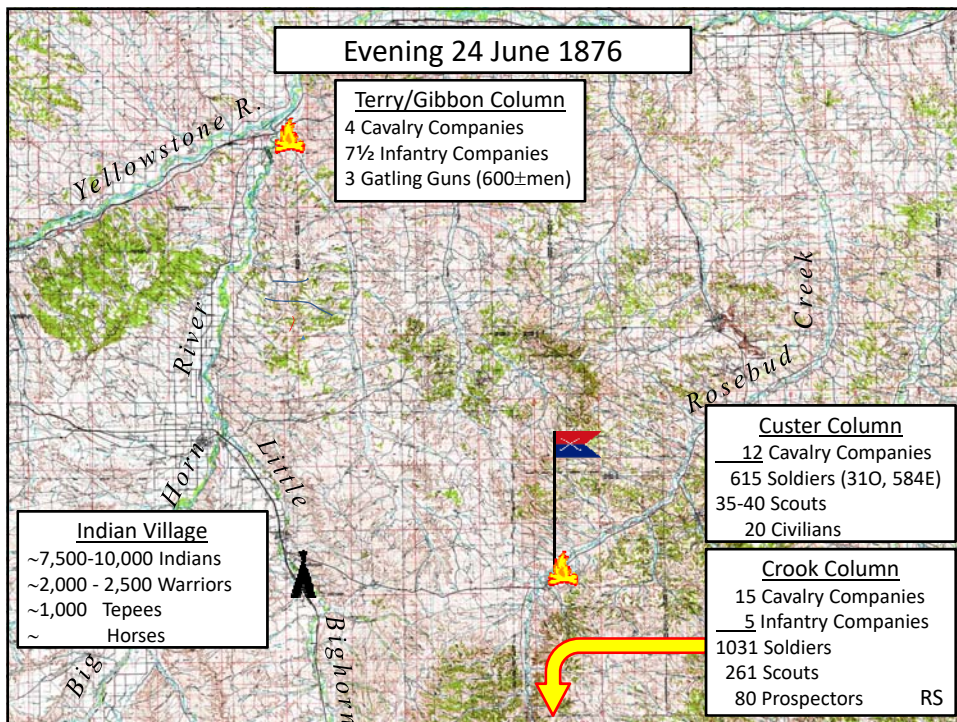 Evening 24 June 1876
Terry/Gibbon Column
4 Cavalry Companies
7½ Infantry Companies
3 Gatling Guns (600±men)
Yellowstone R.
Big Horn River
Little Bighorn
Rosebud Creek
Custer Column
12 Cavalry Companies
615 Soldiers (31O, 584E)
35-40 Scouts
20 Civilians
Indian Village
~7,500-10,000 Indians
~2,000 - 2,500 Warriors
~1,000 Tepees
~ Horses
Crook Column
15 Cavalry Companies
5 Infantry Companies
1031 Soldiers
261 Scouts
80 Prospectors RS